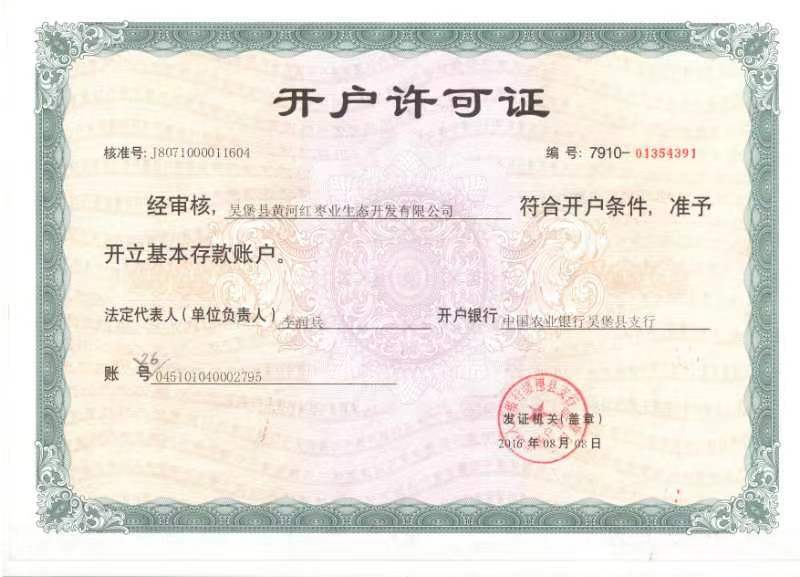 开户许可证
核准号: J8071000011604 编号: 7910-01354391
经审核, 吴堡县黄河红枣业生态开发有限公司 符合开户条件, 准予
开立基本存款账户。
法定代表人(单位负责人) 李润兵 开户银行 中国农业银行吴堡县支行
26
账 号 045101040002795
发证机关(盖章)
2016 年 08 月 08 日